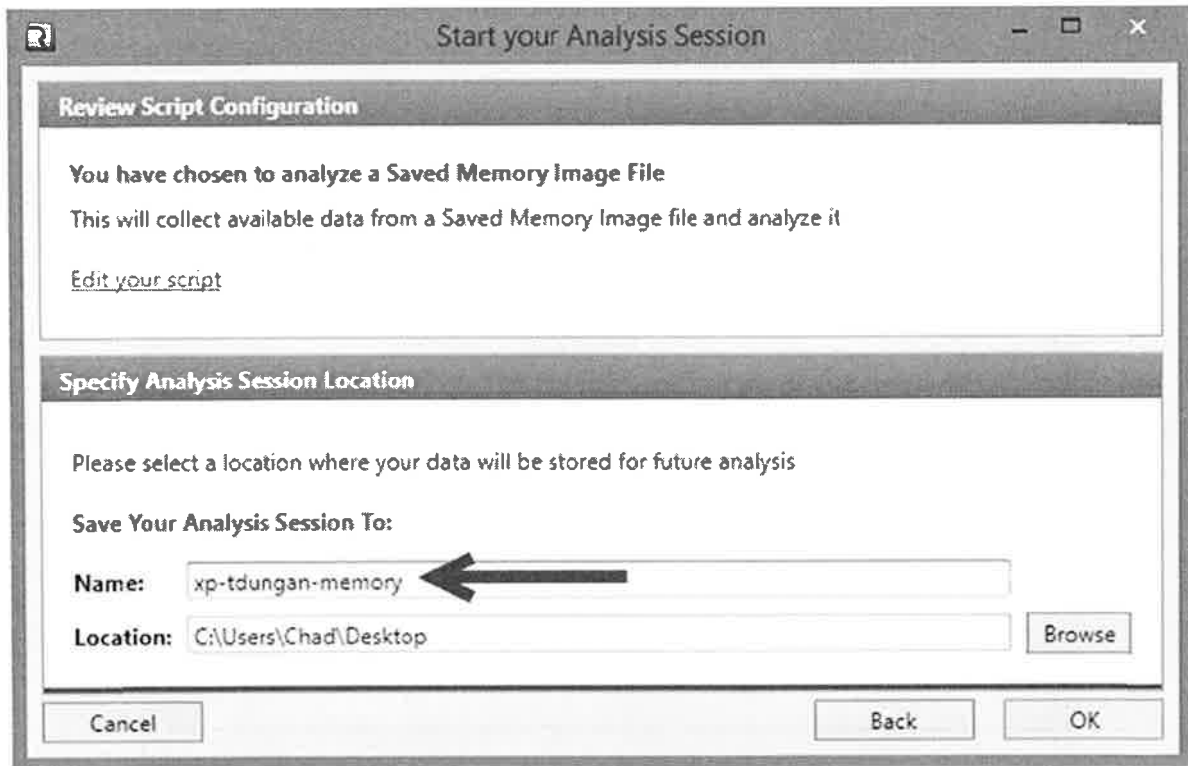 Start your Analysis Session
Review Script Configuration
You have chosen to analyze a Saved Memory Image File
This will collect available data from a Saved Memory Image file and analyze it
Edit your script
Specify Analysis Session Location
Please select a location where your data will be stored for future analysis
Save Your Analysis Session To:
Name: xp-tdungan-memory
Location: C:\Users\Chad\Desktop Browse
Cancel Back OK